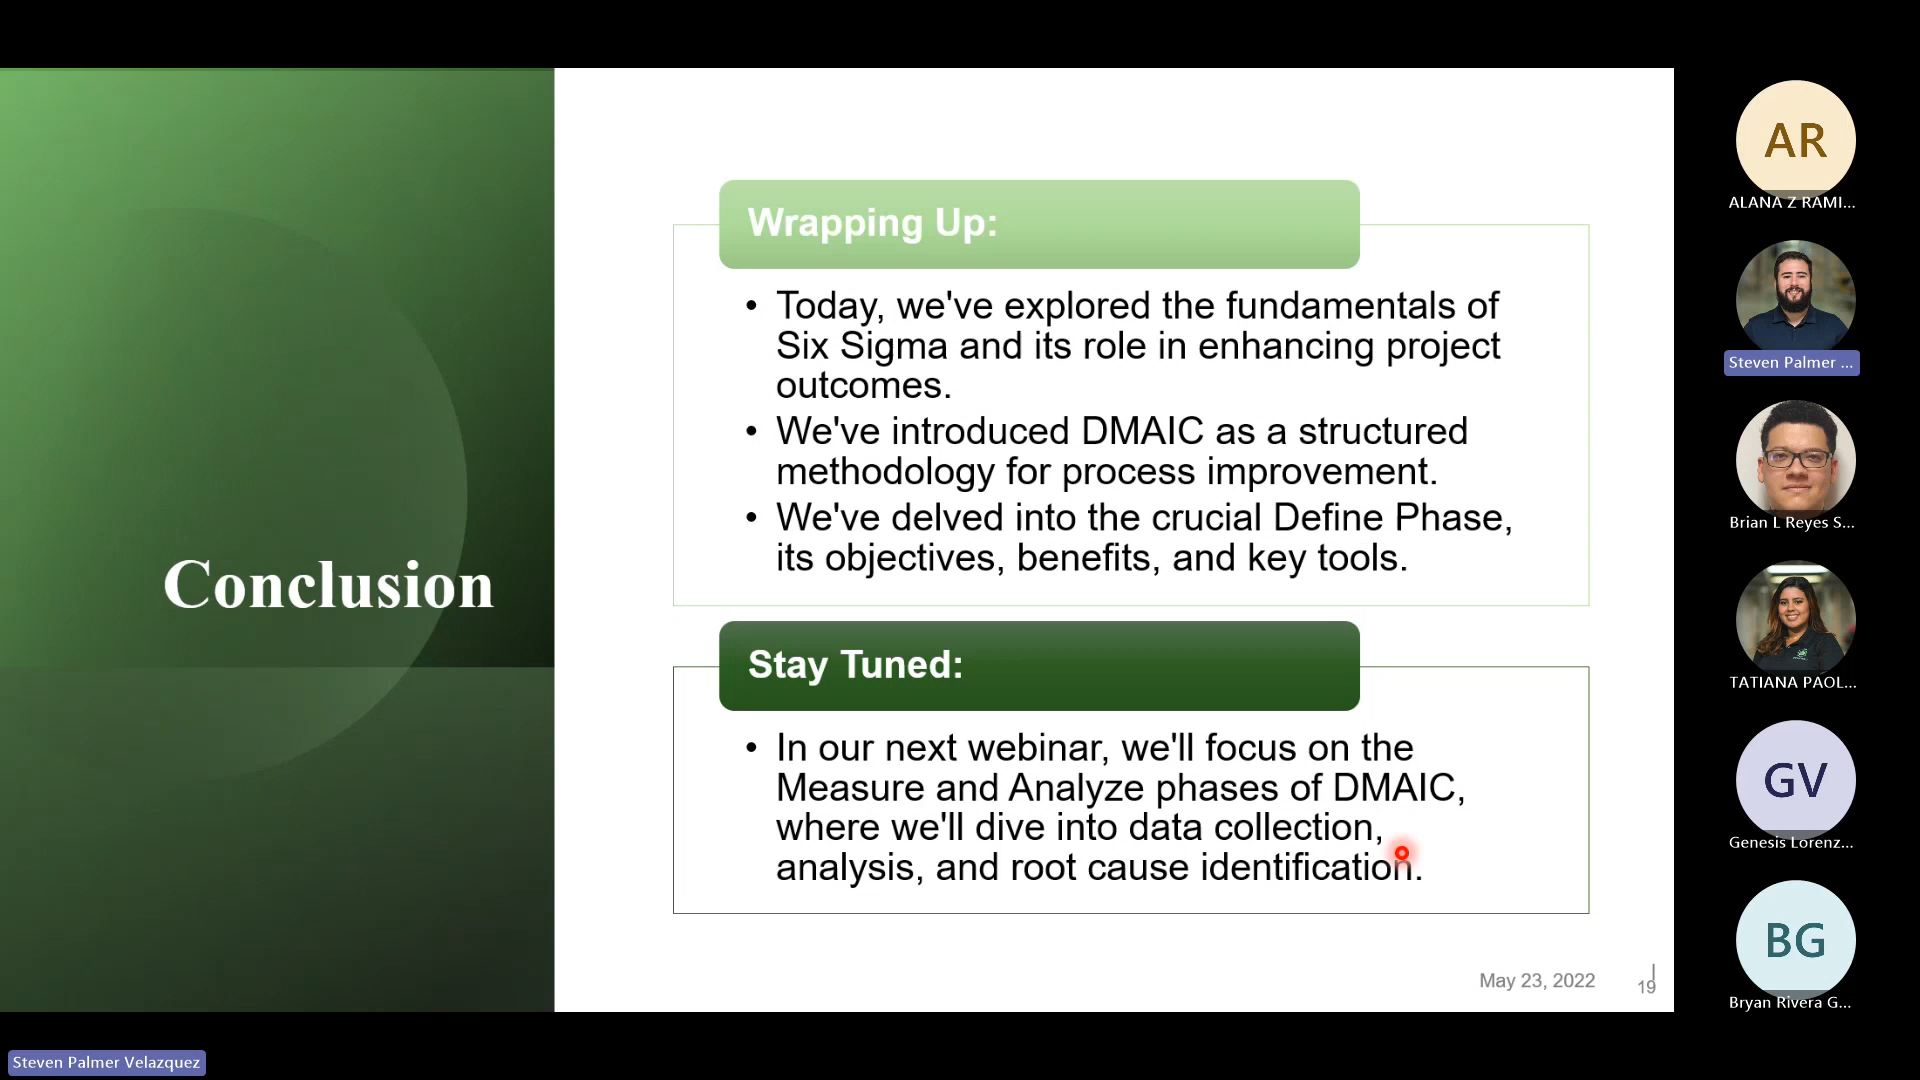 Conclusion
Wrapping Up:
• Today, we've explored the fundamentals of
Six Sigma and its role in enhancing project
outcomes.
• We've introduced DMAIC as a structured
methodology for process improvement.
• We've delved into the crucial Define Phase,
its objectives, benefits, and key tools.
Stay Tuned:
• In our next webinar, we'll focus on the
Measure and Analyze phases of DMAIC,
where we'll dive into data collection,
analysis, and root cause identification.
May 23, 2022
19
AR
ALANA Z RAMI...
Steven Palmer ...
Brian L Reyes S...
TATIANA PAOL...
GV
Genesis Lorenz...
BG
Bryan Rivera G...
Steven Palmer Velazquez